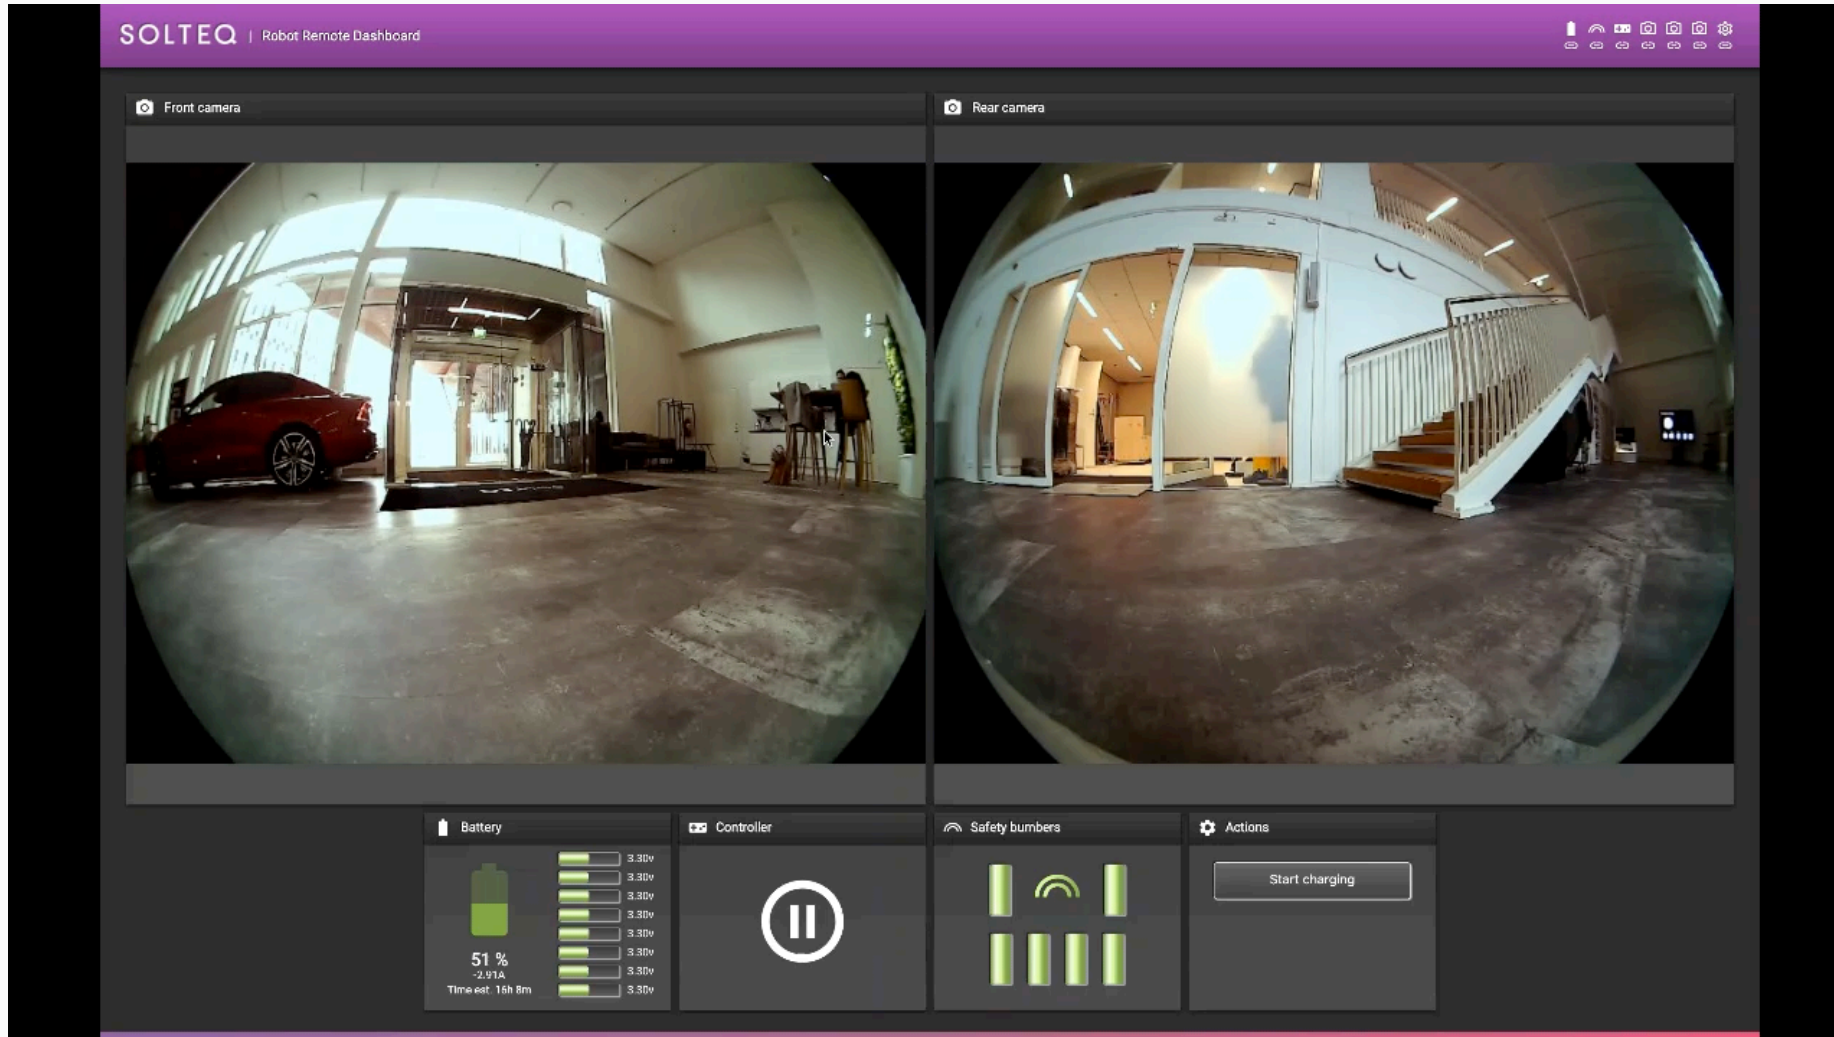 SOLTEQ | Robot Remote Dashboard
Front camera
Rear camera
Battery
3.30v
3.30v
3.30v
3.30v
3.30v
3.30v
3.30v
3.30v
51 %
-2.91A
Time est. 16h 8m
Controller
Safety bumbers
Actions
Start charging